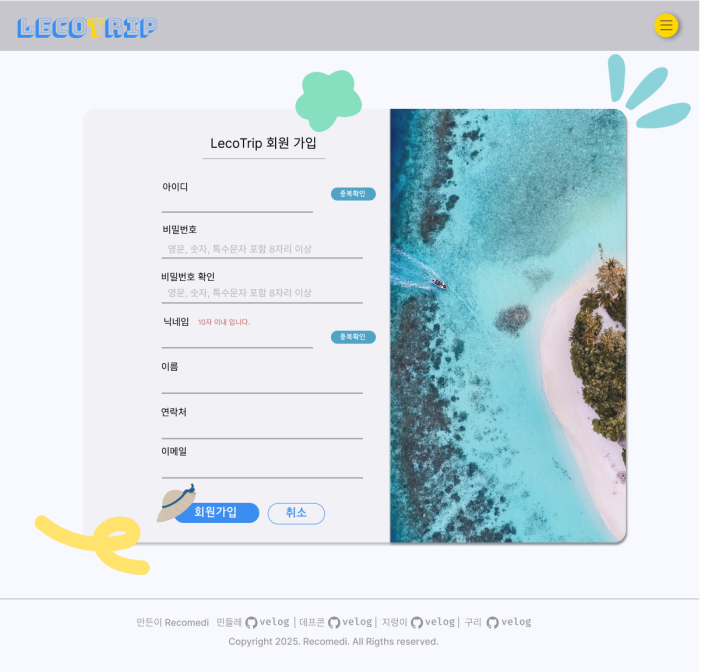 LECOTRIP
LecoTrip 회원 가입
아이디
중복확인
비밀번호
영문, 숫자, 특수문자 포함 8자리 이상
비밀번호 확인
영문, 숫자, 특수문자 포함 8자리 이상
닉네임 10자 이내 입니다.
중복확인
이름
연락처
이메일
회원가입 취소
만든이 Recomedi 민들레 velog | 데프콘 velog | 지렁이 velog | 구리 velog
Copyright 2025. Recomedi. All Rigths reserved.